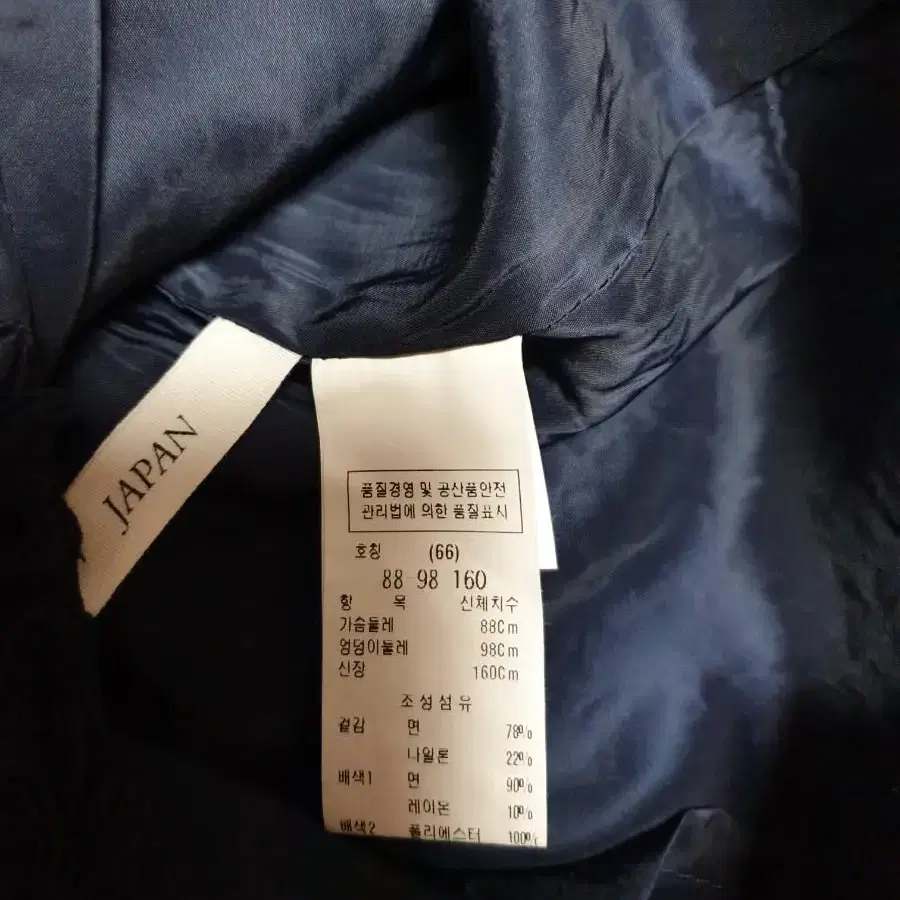 JAPAN
품질경영 및 공산품안전
관리법에 의한 품질표시
호칭 (66)
88 98 160
항 목 신체치수
가슴둘레 88Cm
엉덩이둘레 98Cm
신장 160Cm
조성섬유
겉감 면 78%
나일론 22%
배색1 면 90%
레이온 10%
배색2 폴리에스터 100%